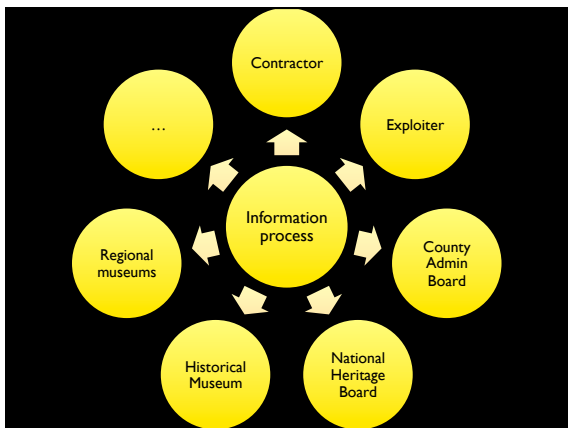 Contractor
...
Exploiter
Information
process
Regional
museums
County
Admin
Board
Historical
Museum
National
Heritage
Board